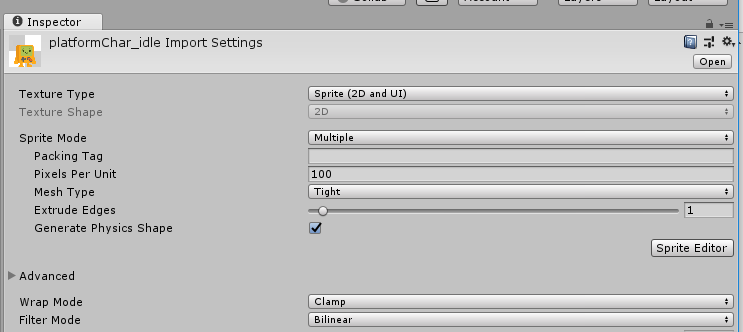 Inspector
platformChar_idle Import Settings
Open
Texture Type Sprite (2D and UI)
Texture Shape 2D
Sprite Mode Multiple
Packing Tag
Pixels Per Unit 100
Mesh Type Tight
Extrude Edges 1
Generate Physics Shape
Sprite Editor
Advanced
Wrap Mode Clamp
Filter Mode Bilinear